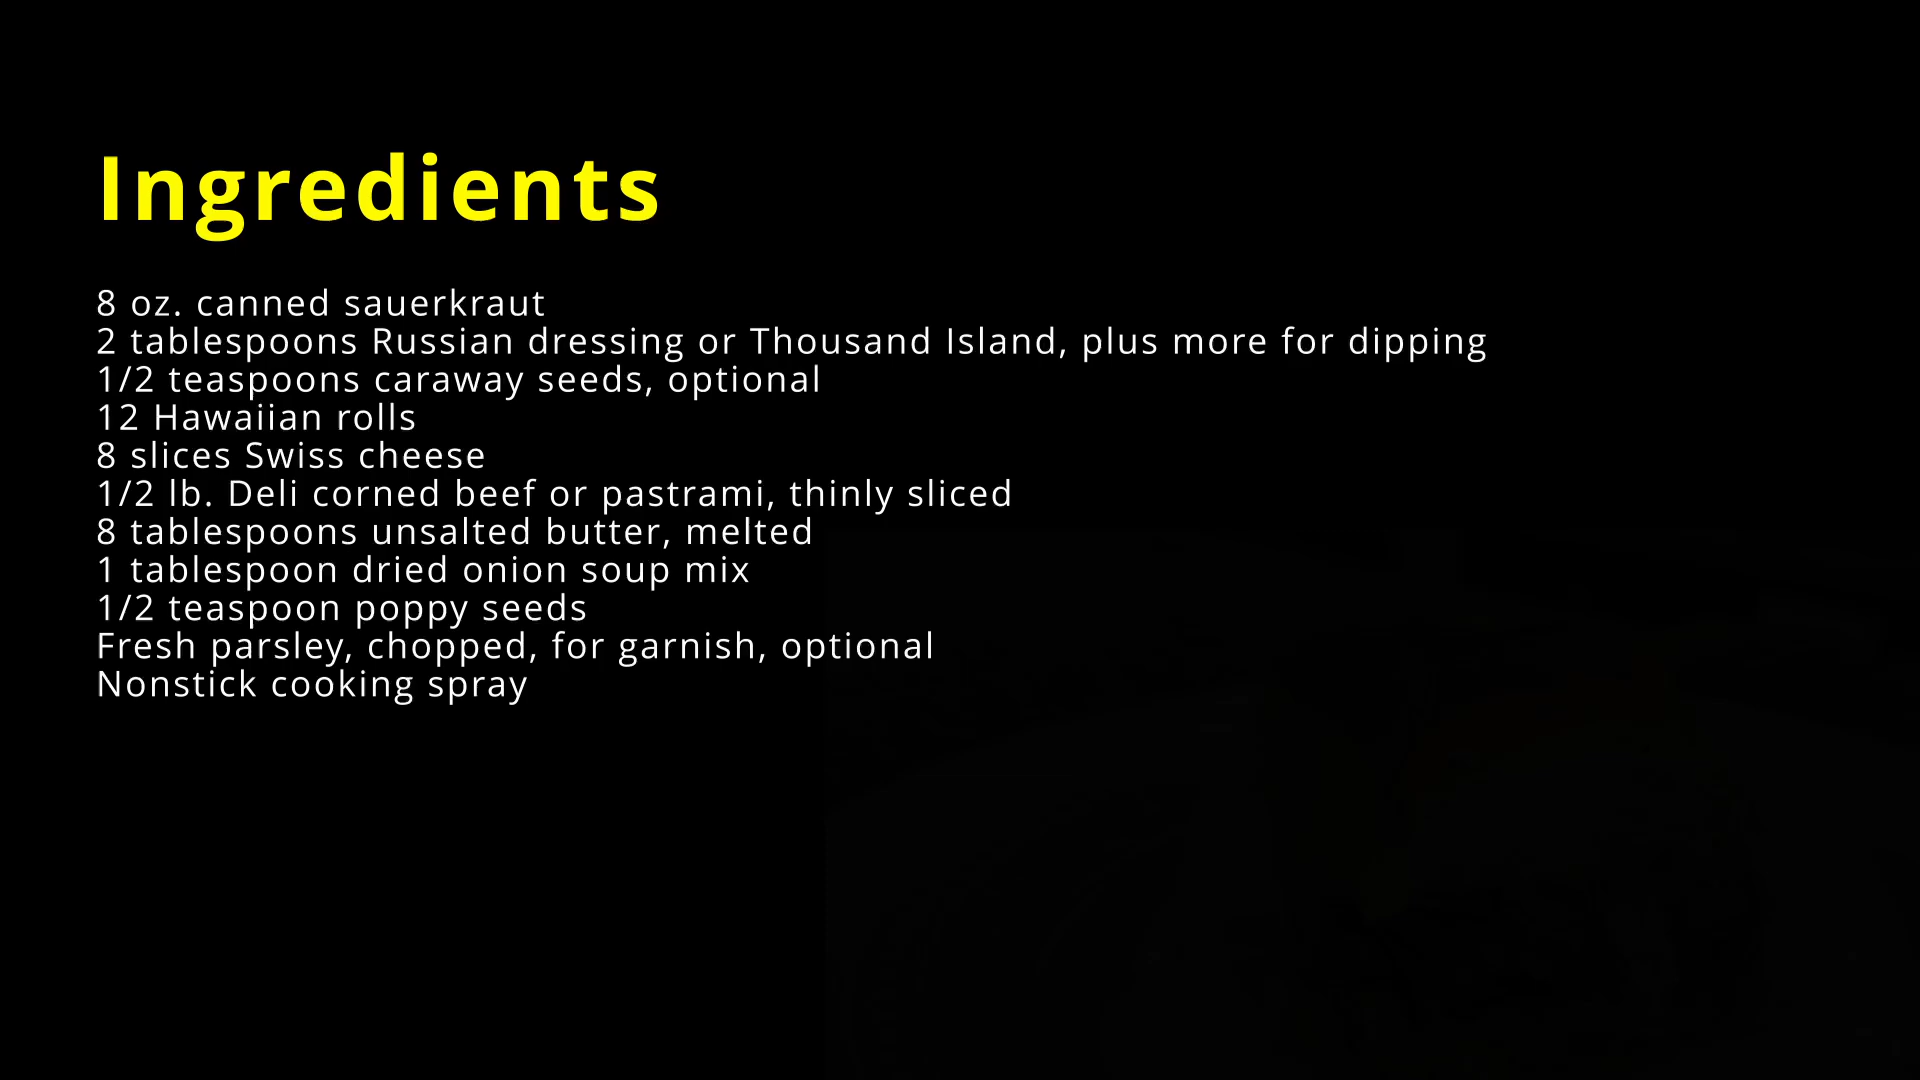 Ingredients
8 oz. canned sauerkraut
2 tablespoons Russian dressing or Thousand Island, plus more for dipping
1/2 teaspoons caraway seeds, optional
12 Hawaiian rolls
8 slices Swiss cheese
1/2 lb. Deli corned beef or pastrami, thinly sliced
8 tablespoons unsalted butter, melted
1 tablespoon dried onion soup mix
1/2 teaspoon poppy seeds
Fresh parsley, chopped, for garnish, optional
Nonstick cooking spray